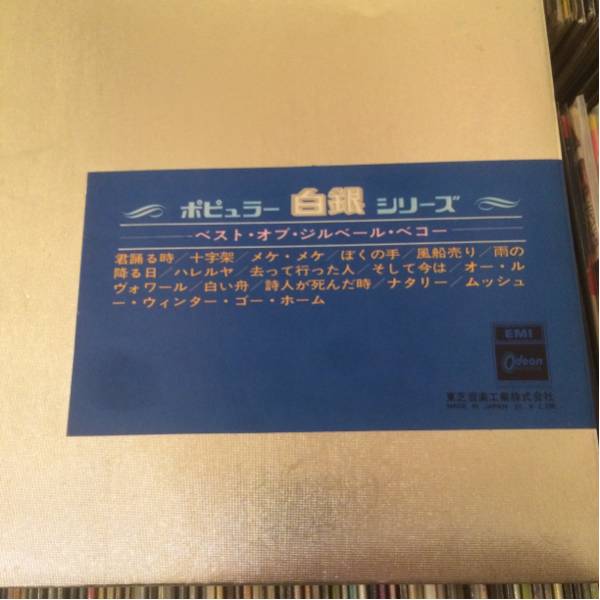 ポピュラー 白銀 シリーズ
ベスト・オブ・ジルベール・ベコー
君踊る時/十字架/メケ・メケ/ぼくの手/風船売り/雨の
降る日/ハレルヤ/去って行った人/そして今は/オー・ル
ヴォワール/白い舟/詩人が死んだ時/ナタリー/ムッシュ
ー・ウィンター・ゴー・ホーム
EMI
Odeon
東芝音楽工業株式会社
MADE IN JAPAN